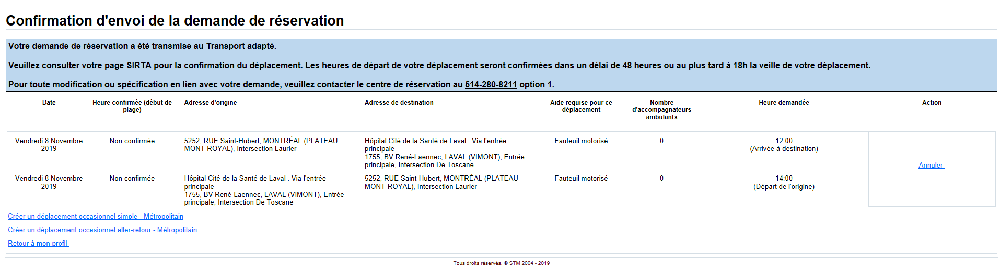 Confirmation d'envoi de la demande de réservation
Votre demande de réservation a été transmise au Transport adapté.
Veuillez consulter votre page SIRTA pour la confirmation du déplacement. Les heures de départ de votre déplacement seront confirmées dans un délai de 48 heures ou au plus tard à 18h la veille de votre déplacement.
Pour toute modification ou spécification en lien avec votre demande, veuillez contacter le centre de réservation au 514-280-8211 option 1.
Date
Heure confirmée (début de
plage)
Adresse d'origine
Adresse de destination
Aide requise pour ce
déplacement
Nombre
d'accompagnateurs
ambulants
Heure demandée
Action
Vendredi 8 Novembre
2019
Non confirmée
5252, RUE Saint-Hubert, MONTRÉAL (PLATEAU
MONT-ROYAL), Intersection Laurier
Hôpital Cité de la Santé de Laval . Via l'entrée
principale
1755, BV René-Laennec, LAVAL (VIMONT), Entrée
principale, Intersection De Toscane
Fauteuil motorisé
0
12:00
(Arrivée à destination)
Annuler
Vendredi 8 Novembre
2019
Non confirmée
Hôpital Cité de la Santé de Laval . Via l'entrée
principale
1755, BV René-Laennec, LAVAL (VIMONT), Entrée
principale, Intersection De Toscane
5252, RUE Saint-Hubert, MONTRÉAL (PLATEAU
MONT-ROYAL), Intersection Laurier
Fauteuil motorisé
0
14:00
(Départ de l'origine)
Créer un déplacement occasionnel simple - Métropolitain
Créer un déplacement occasionnel aller-retour - Métropolitain
Retour à mon profil
Tous droits réservés. © STM 2004 - 2019